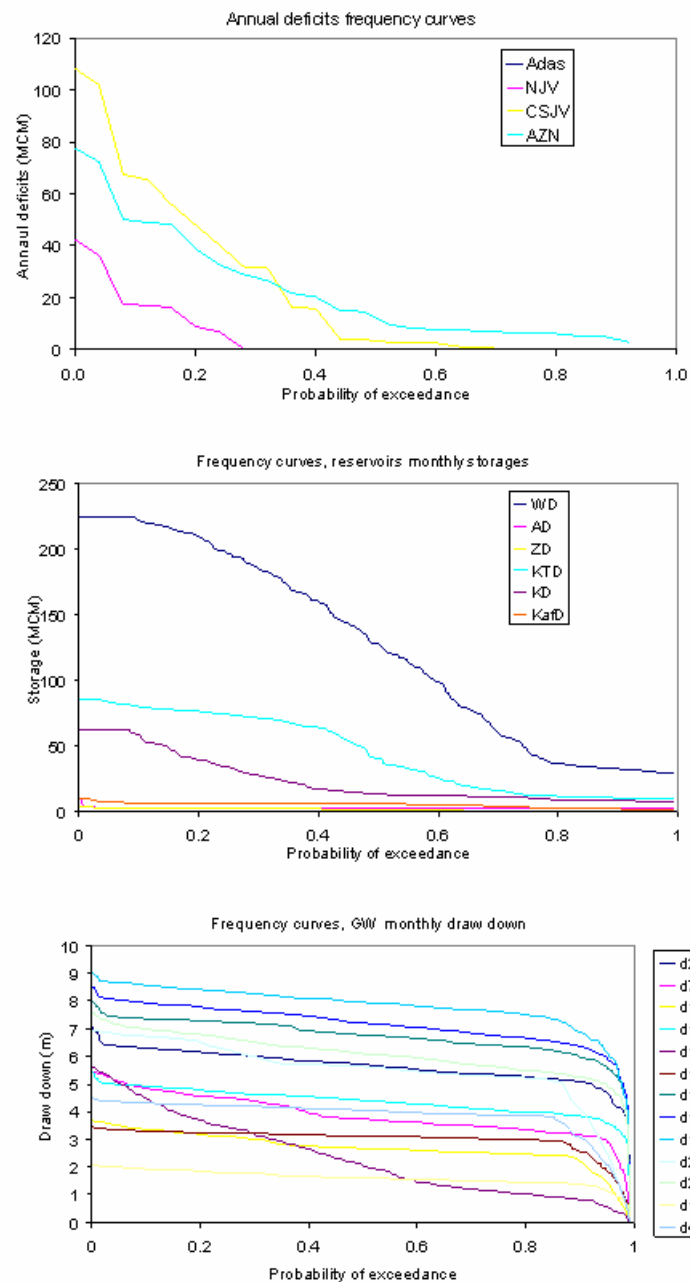 Annual deficits frequency curves
120
100
80
60
40
20
0
Annaul deficits (MCM)
Adas
NJV
CSJV
AZN
0.0 0.2 0.4 0.6 0.8 1.0
Probability of exceedance
Frequency curves, reservoirs monthly storages
250
200
150
100
50
0
Storage (MCM)
WD
AD
ZD
KTD
KD
KafD
0 0.2 0.4 0.6 0.8 1
Probability of exceedance
Frequency curves, GW monthly draw down
10
9
8
7
6
5
4
3
2
1
0
Draw down (m)
0 0.2 0.4 0.6 0.8 1
Probability of exceedance